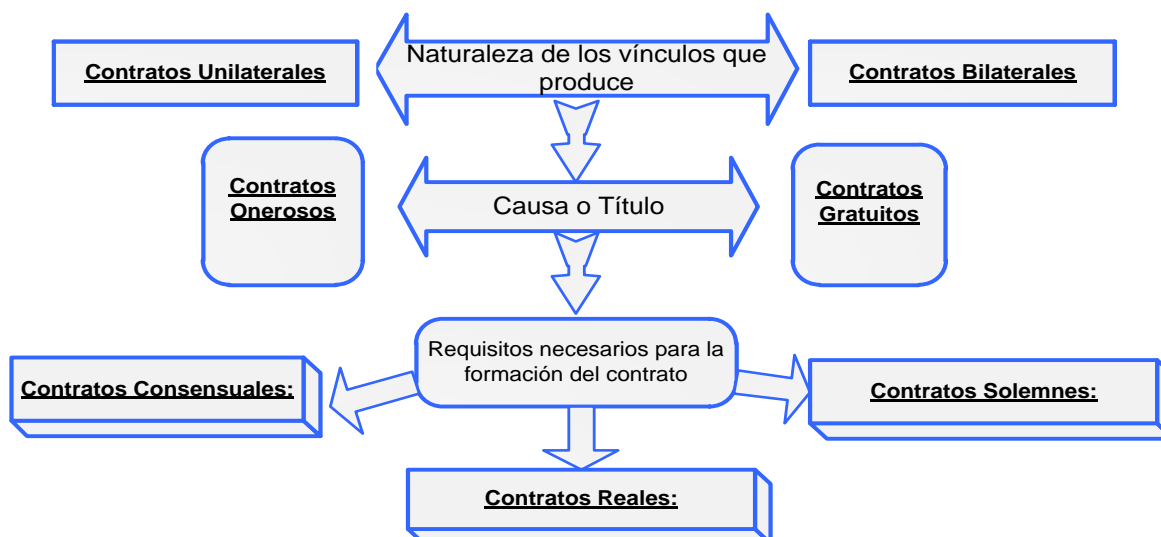 Contratos Unilaterales
Naturaleza de los vínculos que
produce
Contratos Bilaterales
Contratos
Onerosos
Causa o Título
Contratos
Gratuitos
Requisitos necesarios para la
formación del contrato
Contratos Consensuales:
Contratos Solemnes:
Contratos Reales: